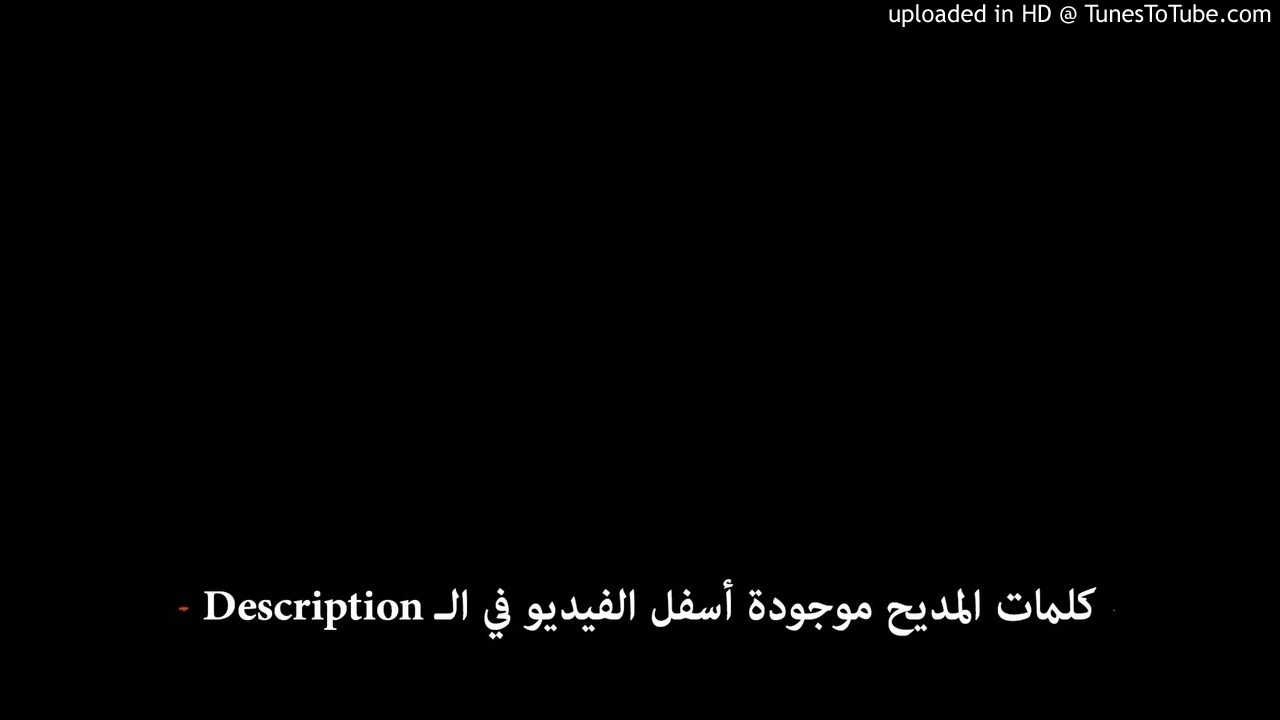 uploaded in HD @ TunesToTube.com
كلمات المديح موجودة أسفل الفيديو في الـ Description -